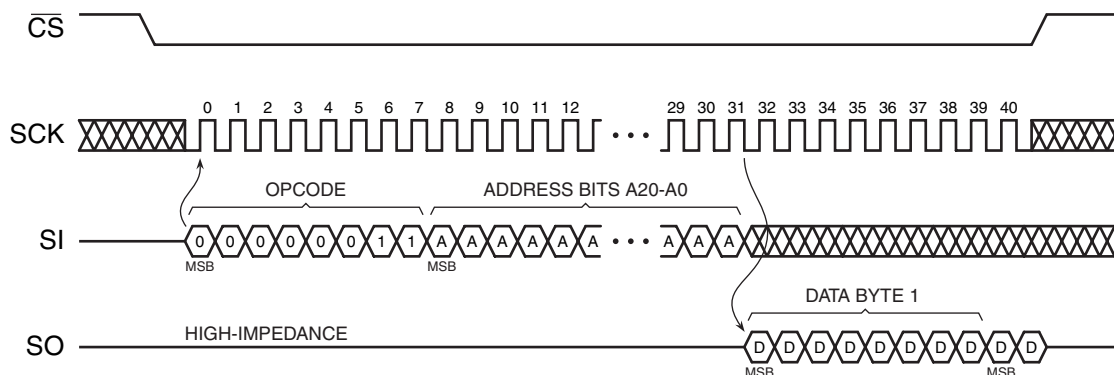 CS
0 1 2 3 4 5 6 7 8 9 10 11 12 29 30 31 32 33 34 35 36 37 38 39 40
SCK
OPCODE ADDRESS BITS A20-A0
SI 0 0 0 0 0 0 1 1 A A A A A A A A A
MSB MSB
DATA BYTE 1
HIGH-IMPEDANCE
SO D D D D D D D D D D
MSB MSB